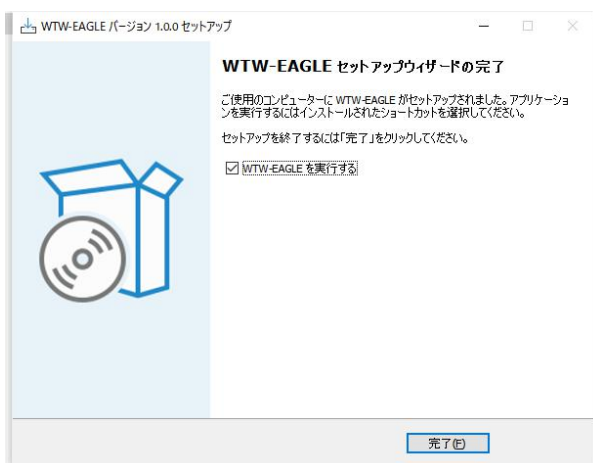 WTW-EAGLE バージョン 1.0.0 セットアップ
WTW-EAGLE セットアップウィザードの完了
ご使用のコンピューターに WTW-EAGLE がセットアップされました。アプリケーショ
ンを実行するにはインストールされたショートカットを選択してください。
セットアップを終了するには「完了」をクリックしてください。
WTW-EAGLE を実行する
完了(F)